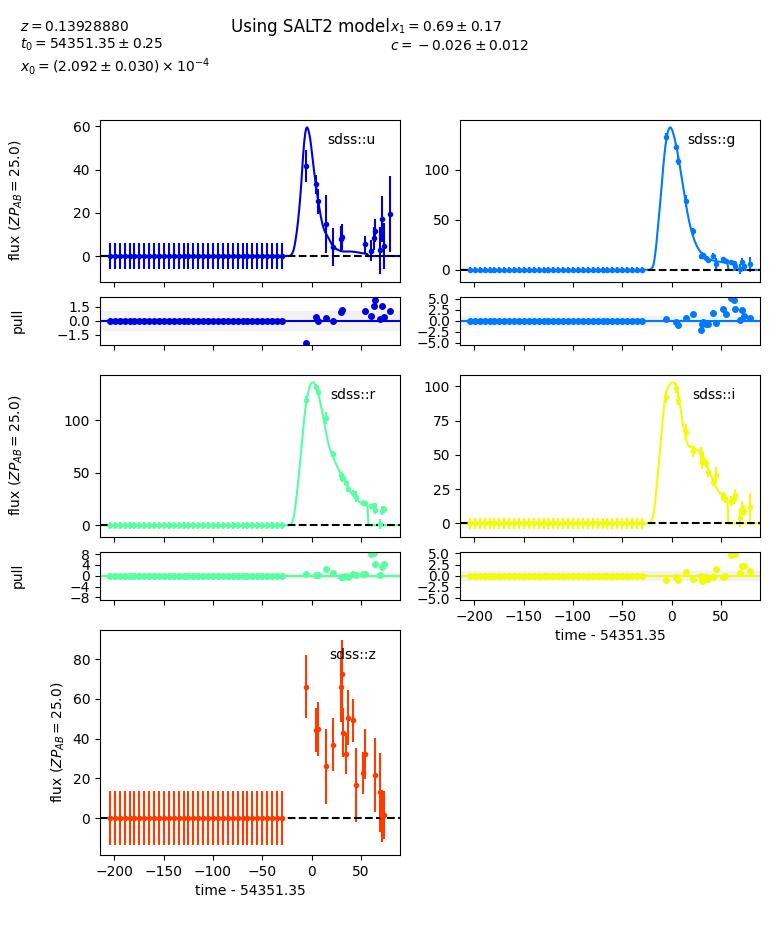 Using SALT2 model
z = 0.13928880
t0 = 54351.35 ± 0.25
x0 = (2.092 ± 0.030) × 10^-4
x1 = 0.69 ± 0.17
c = −0.026 ± 0.012
flux (ZP_AB = 25.0)
60
40
20
0
sdss::u
100
50
0
sdss::g
pull
1.5
0.0
−1.5
5.0
2.5
0.0
−2.5
−5.0
flux (ZP_AB = 25.0)
100
50
0
sdss::r
100
75
50
25
0
sdss::i
pull
8
4
0
−4
−8
5.0
2.5
0.0
−2.5
−5.0
−200 −150 −100 −50 0 50
time - 54351.35
flux (ZP_AB = 25.0)
80
60
40
20
0
sdss::z
−200 −150 −100 −50 0 50
time - 54351.35